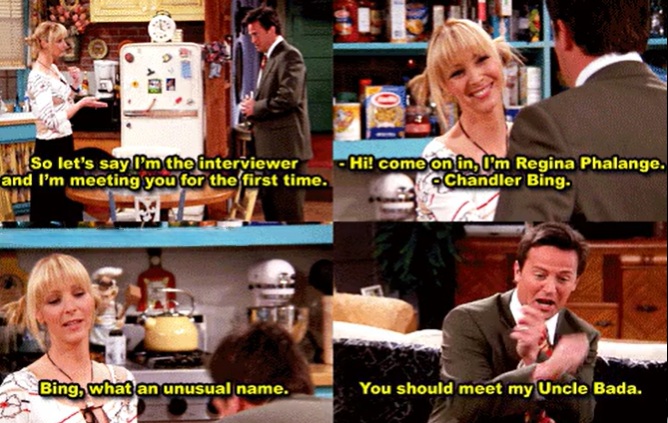 So let's say I'm the interviewer
and I'm meeting you for the first time.
- Hi! come on in, I'm Regina Phalange.
- Chandler Bing.
Bing, what an unusual name.
You should meet my Uncle Bada.